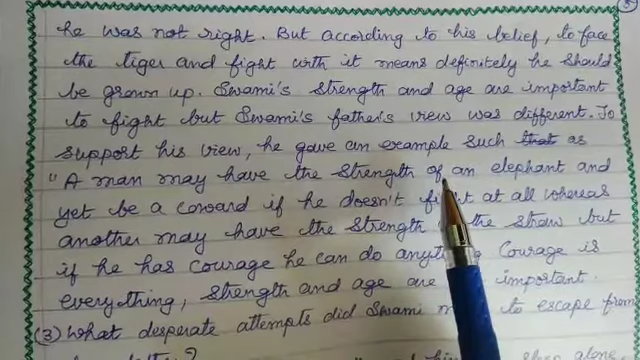 he was not right. But according to his belief, to face
the tiger and fight with it means definitely he should
be grown up. Swami's strength and age are important
to fight but Swami's father's view was different. To
support his view, he gave an example such that as
"A man may have the strength of an elephant and
yet be a coward if he doesn't at all whereas
another may have the strength the straw but
if he has courage he can do Courage is
everything, strength and age are important.
(3) What desperate attempts did Swami to escape from
alone